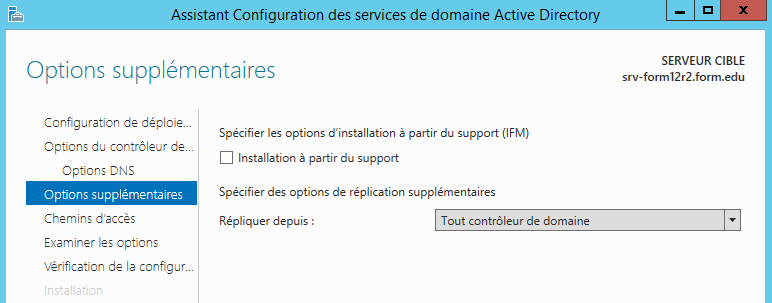 Assistant Configuration des services de domaine Active Directory
Options supplémentaires
SERVEUR CIBLE
srv-form12r2.form.edu
Configuration de déploie...
Options du contrôleur de...
Options DNS
Options supplémentaires
Chemins d'accès
Examiner les options
Vérification de la configur...
Installation
Spécifier les options d'installation à partir du support (IFM)
Installation à partir du support
Spécifier des options de réplication supplémentaires
Répliquer depuis :
Tout contrôleur de domaine